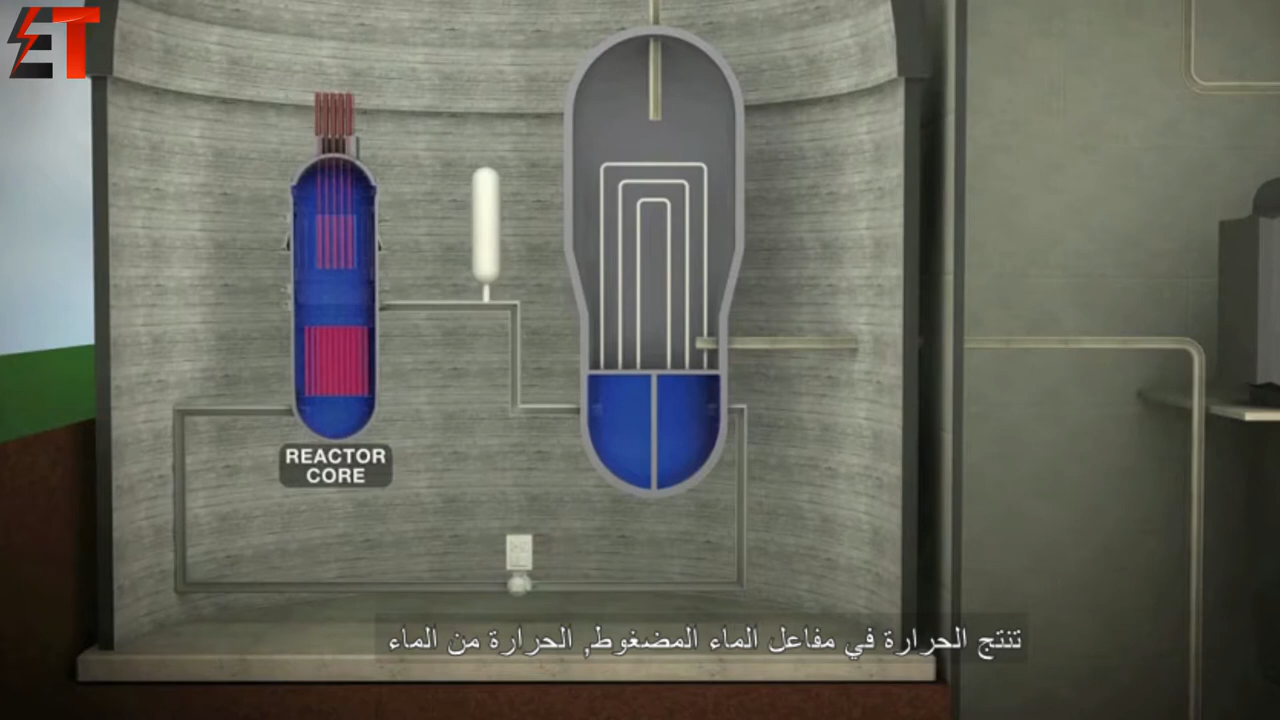 ET
REACTOR
CORE
تنتج الحرارة في مفاعل الماء المضغوط, الحرارة من الماء